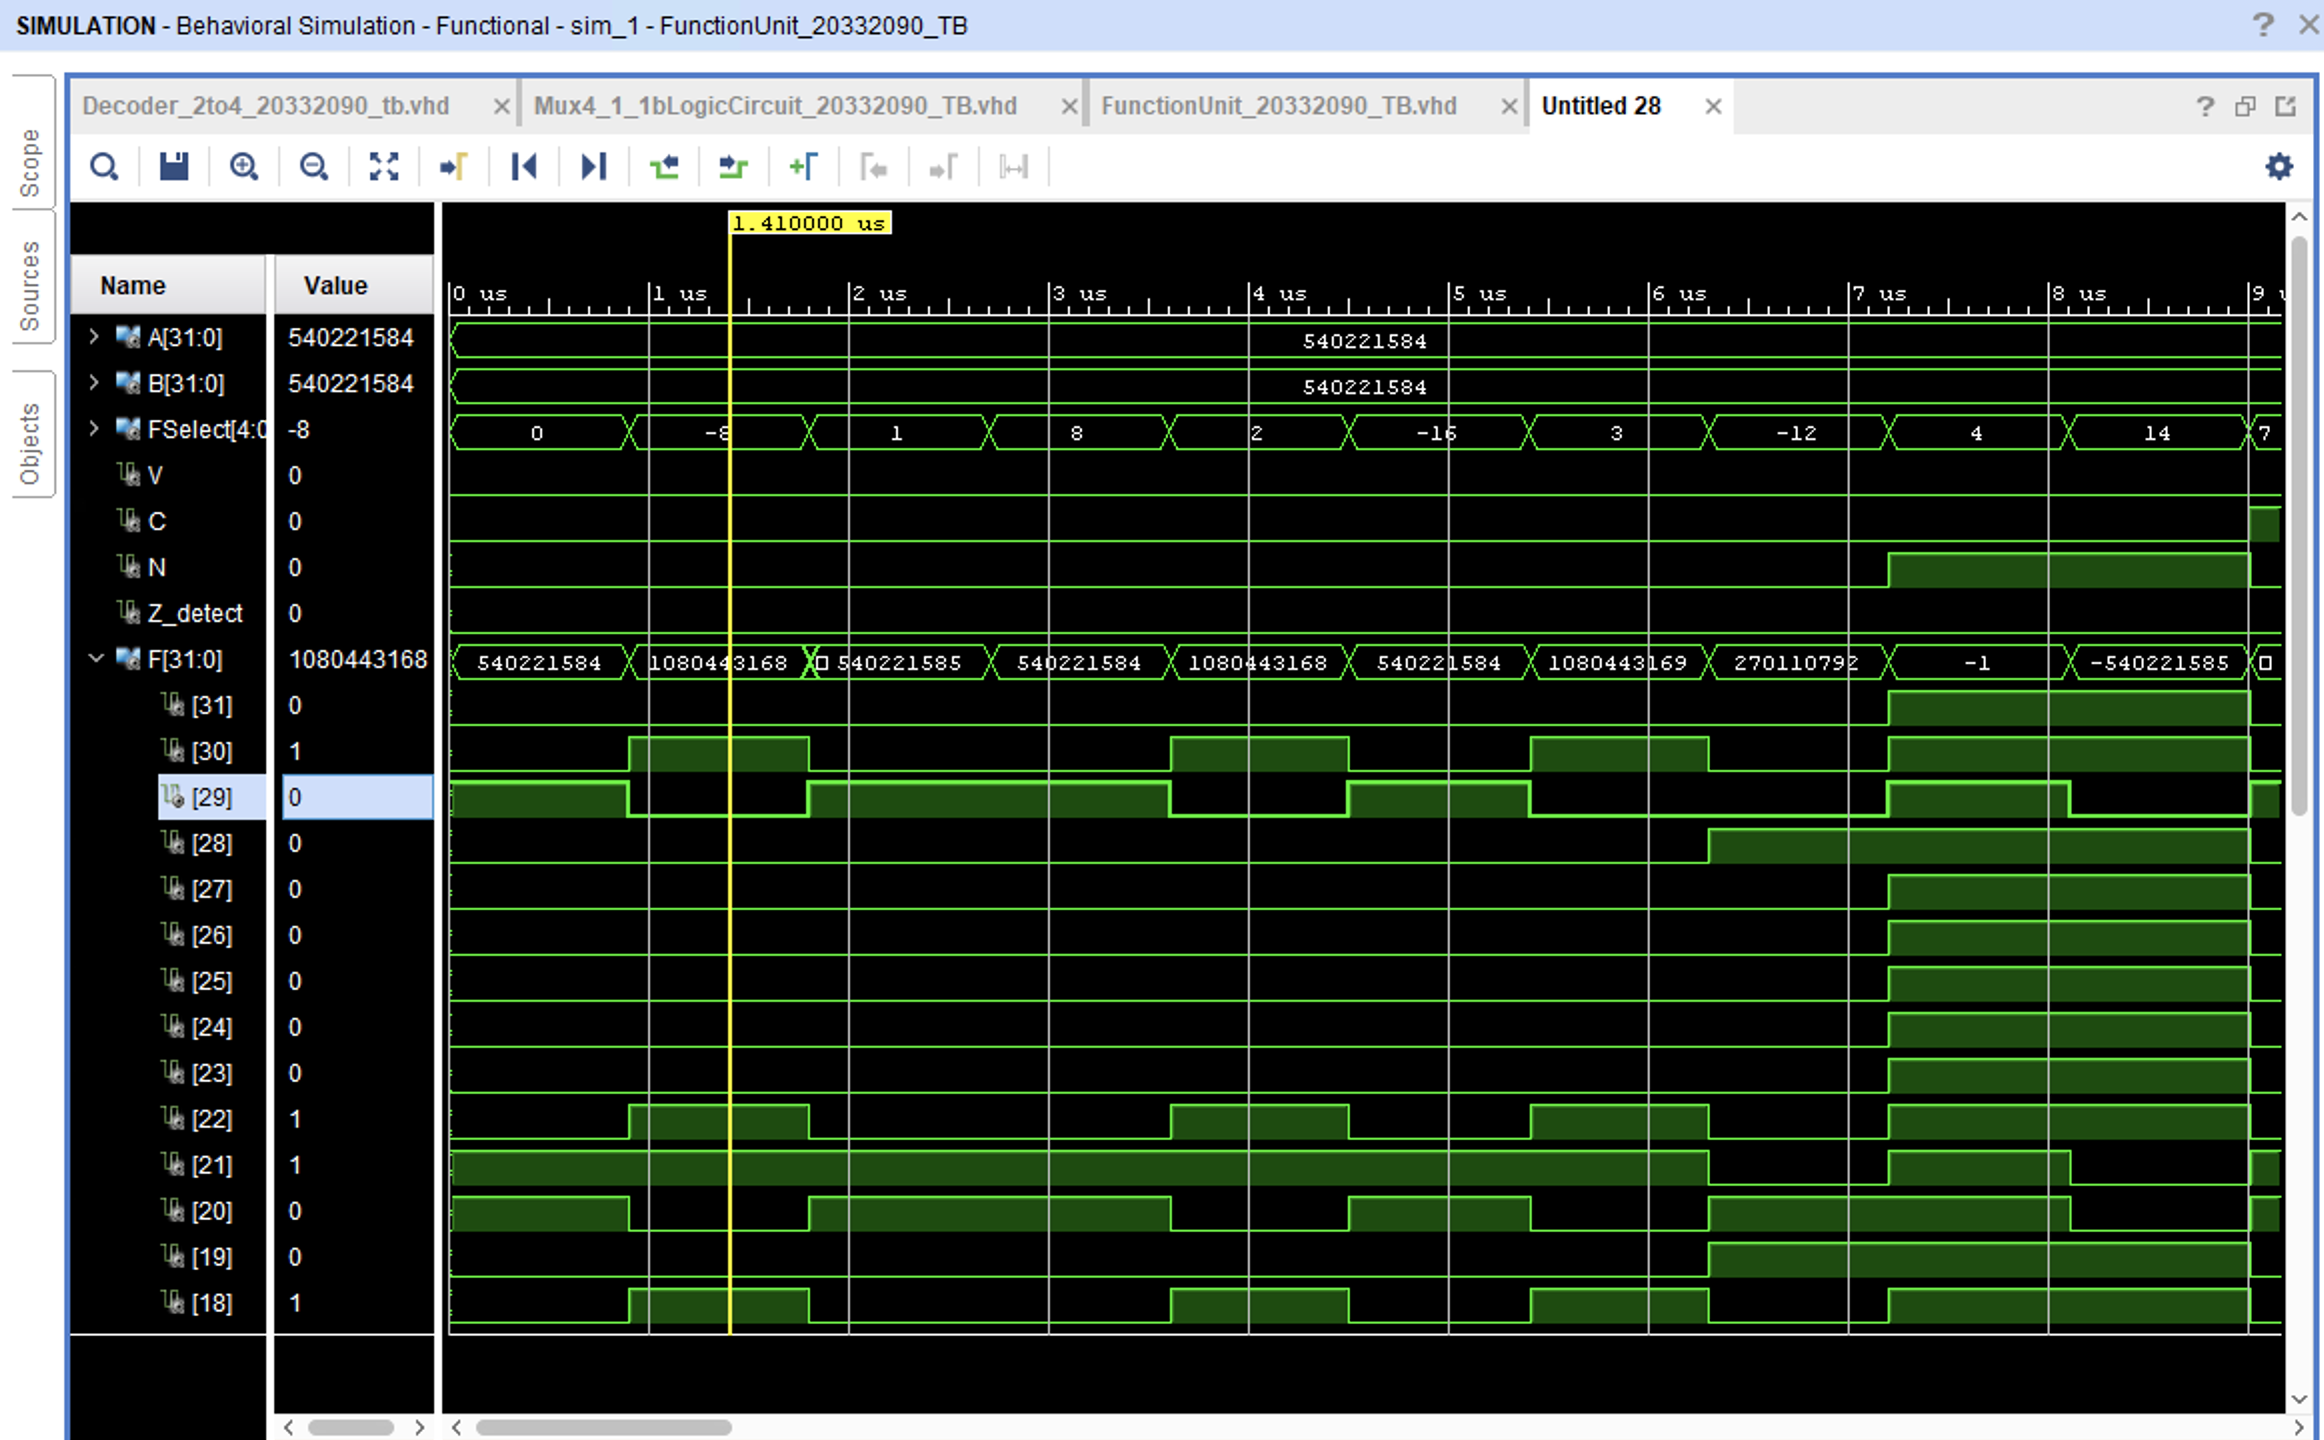 SIMULATION - Behavioral Simulation - Functional - sim_1 - FunctionUnit_20332090_TB
Scope
Sources
Objects
Decoder_2to4_20332090_tb.vhd
Mux4_1_1bLogicCircuit_20332090_TB.vhd
FunctionUnit_20332090_TB.vhd
Untitled 28
1.410000 us
Name Value
0 us 1 us 2 us 3 us 4 us 5 us 6 us 7 us 8 us 9 u
A[31:0] 540221584 540221584
B[31:0] 540221584 540221584
FSelect[4:0 -8 0 -8 1 8 2 -16 3 -12 4 14 7
V 0
C 0
N 0
Z_detect 0
F[31:0] 1080443168 540221584 1080443168 540221585 540221584 1080443168 540221584 1080443169 270110792 -1 -540221585
[31] 0
[30] 1
[29] 0
[28] 0
[27] 0
[26] 0
[25] 0
[24] 0
[23] 0
[22] 1
[21] 1
[20] 0
[19] 0
[18] 1